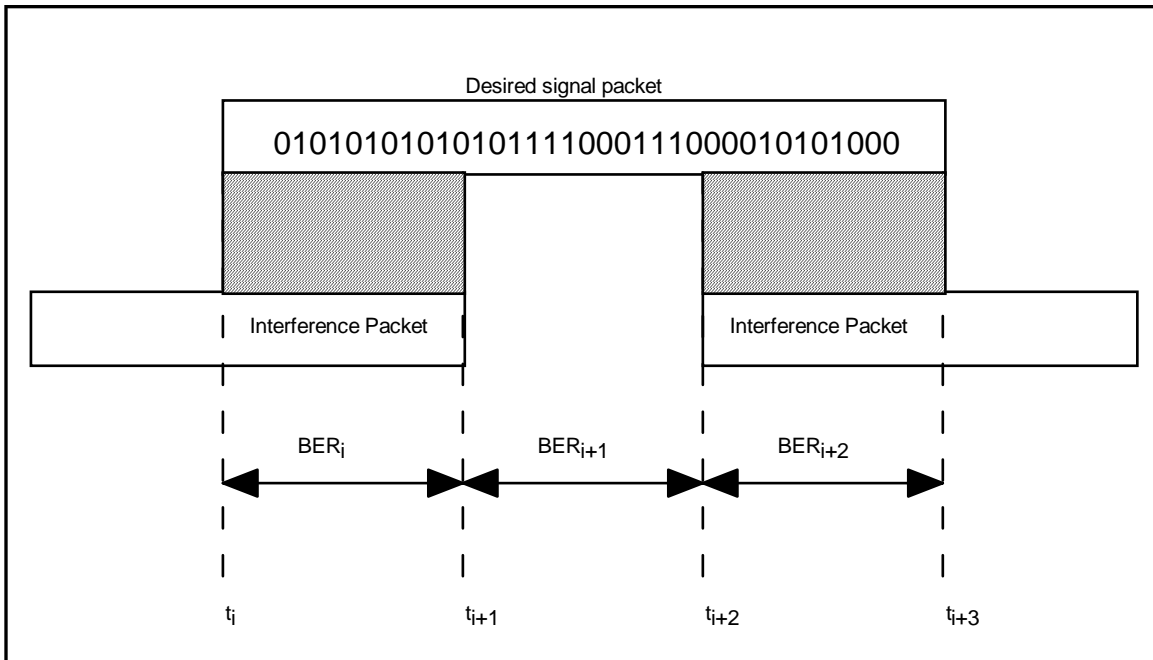 Desired signal packet
01010101010101111000111000010101000
Interference Packet Interference Packet
BERi BERi+1 BERi+2
ti ti+1 ti+2 ti+3